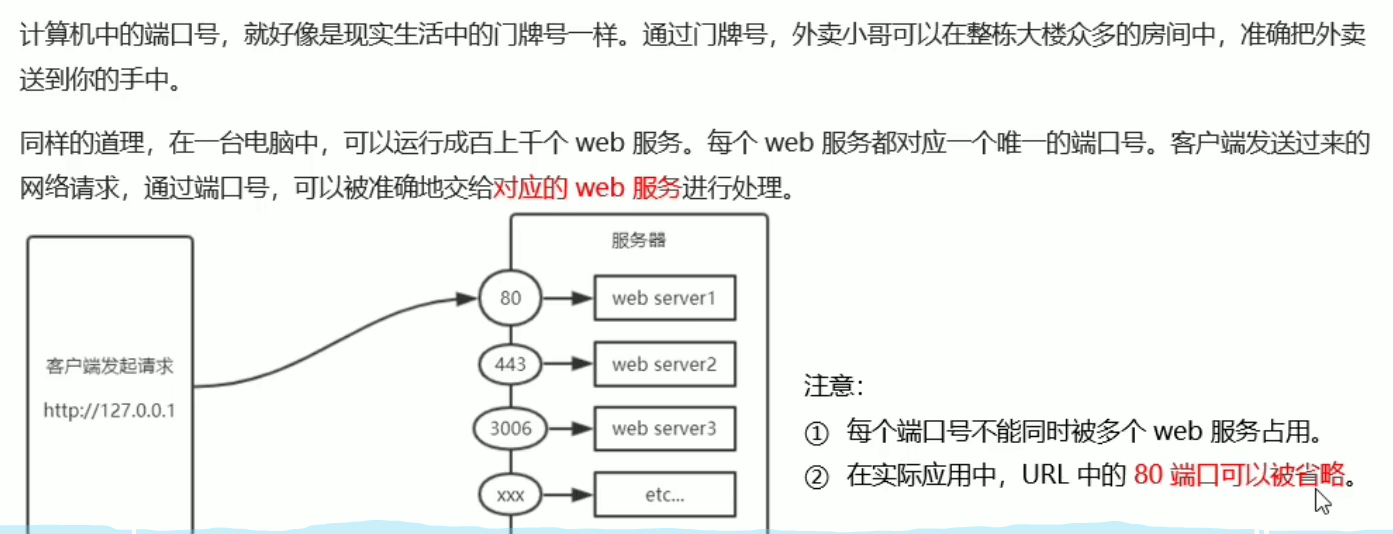 计算机中的端口号，就好像是现实生活中的门牌号一样。通过门牌号，外卖小哥可以在整栋大楼众多的房间中，准确把外卖
送到你的手中。
同样的道理，在一台电脑中，可以运行成百上千个 web 服务。每个 web 服务都对应一个唯一的端口号。客户端发送过来的
网络请求，通过端口号，可以被准确地交给对应的 web 服务进行处理。
服务器
80
web server1
443
web server2
3006
web server3
xxx
etc...
客户端发起请求
http://127.0.0.1
注意：
① 每个端口号不能同时被多个 web 服务占用。
② 在实际应用中，URL 中的 80 端口可以被省略。